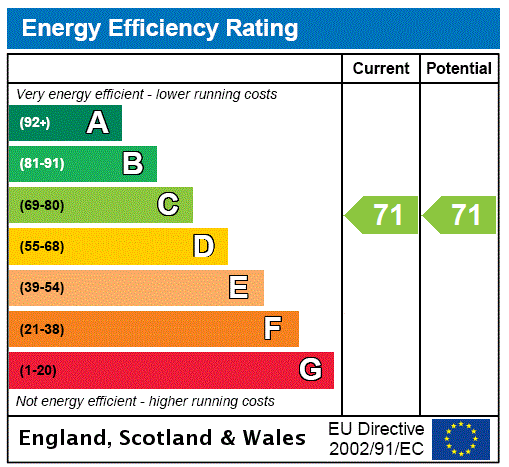 Energy Efficiency Rating
Current Potential
Very energy efficient - lower running costs
(92+) A
(81-91) B
(69-80) C
71 71
(55-68) D
(39-54) E
(21-38) F
(1-20) G
Not energy efficient - higher running costs
England, Scotland & Wales
EU Directive
2002/91/EC